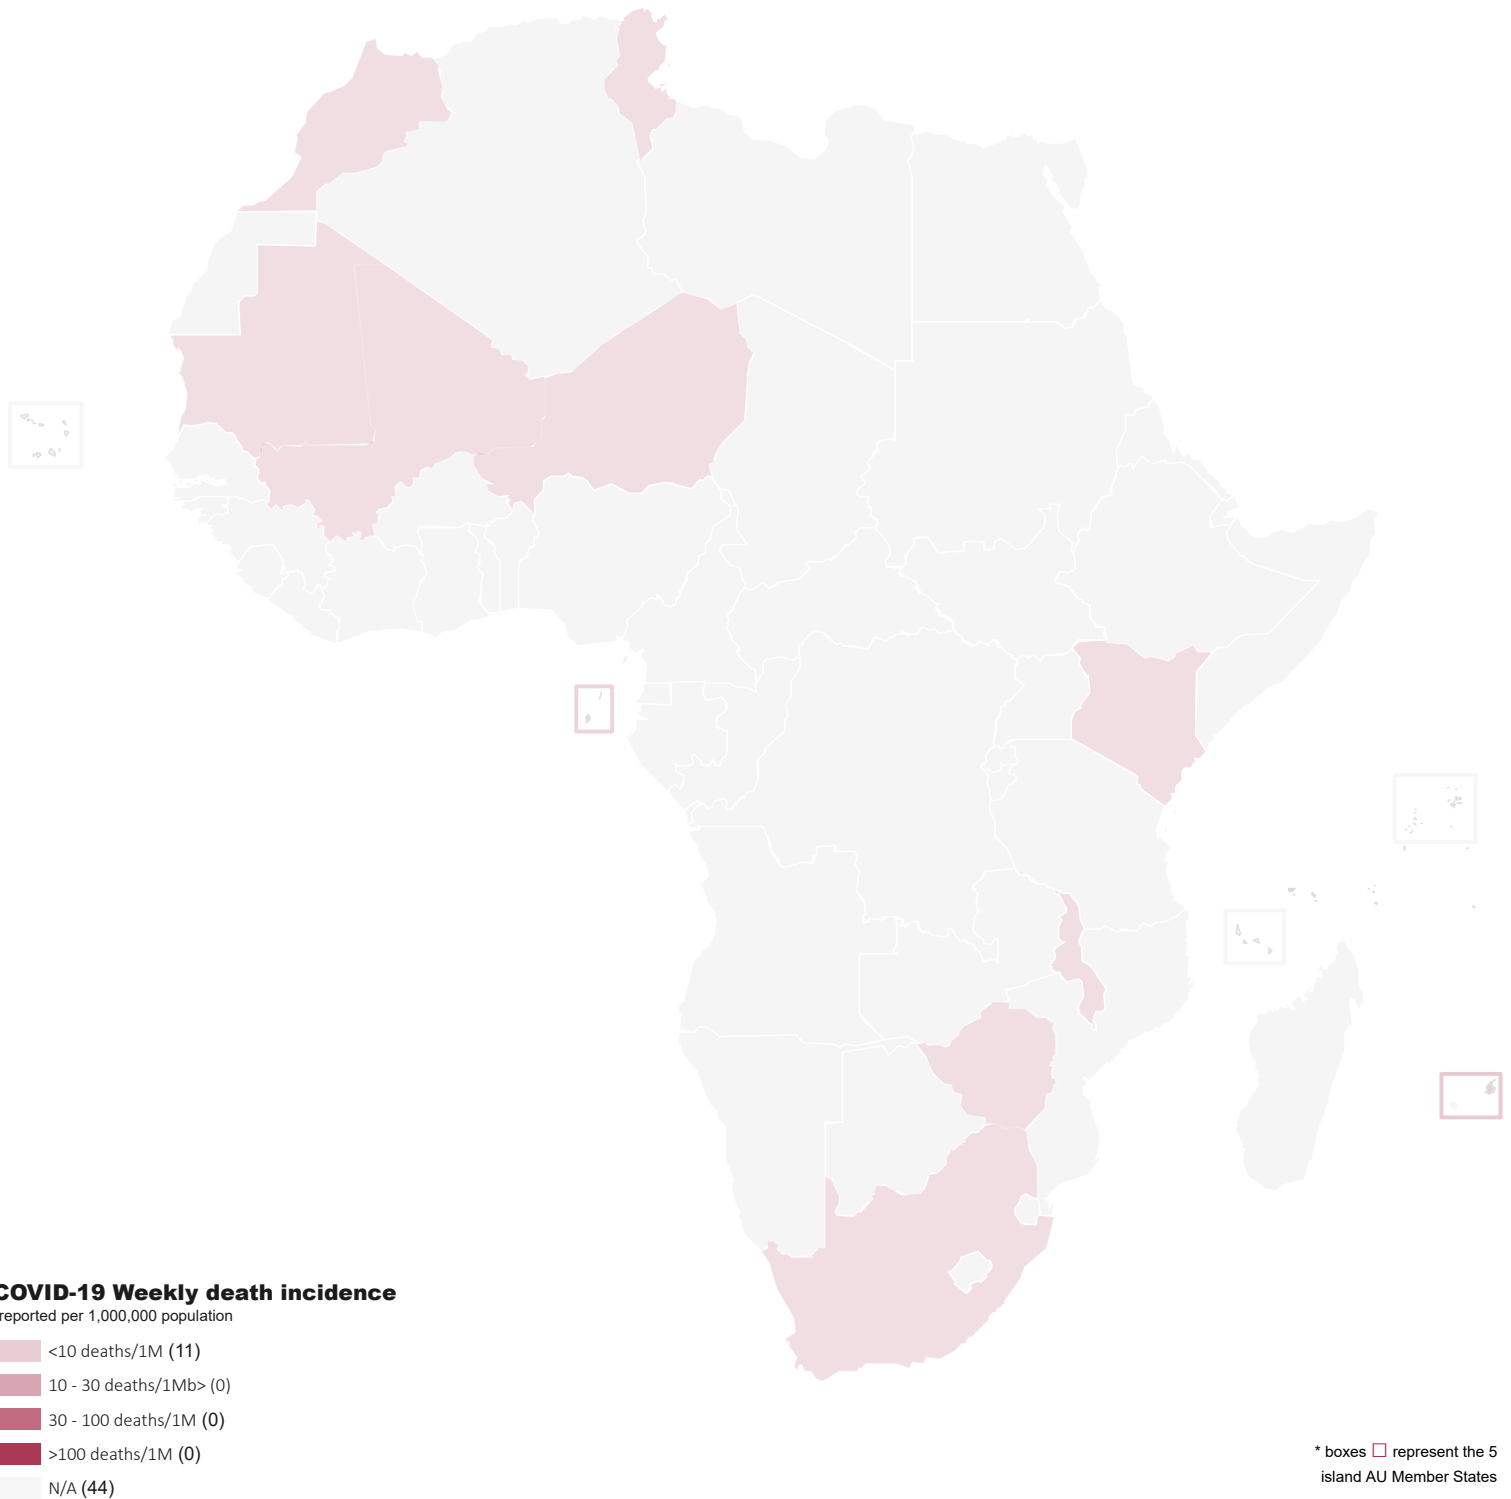 COVID-19 Weekly death incidence
reported per 1,000,000 population
<10 deaths/1M (11)
10 - 30 deaths/1Mb> (0)
30 - 100 deaths/1M (0)
>100 deaths/1M (0)
N/A (44)
* boxes □ represent the 5
island AU Member States